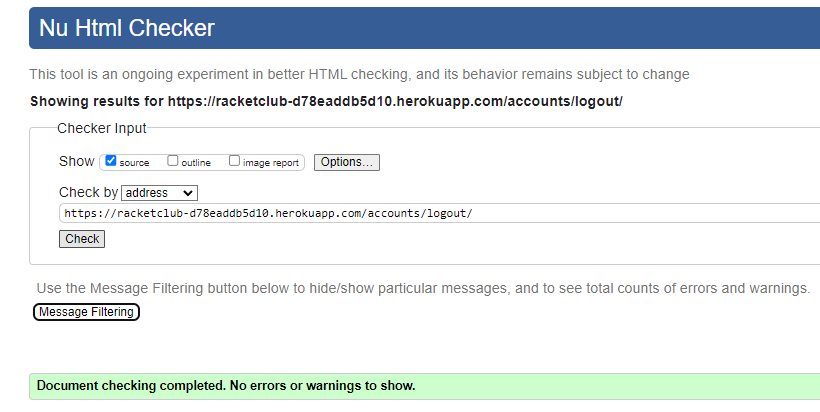 Nu Html Checker
This tool is an ongoing experiment in better HTML checking, and its behavior remains subject to change
Showing results for https://racketclub-d78eaddb5d10.herokuapp.com/accounts/logout/
Checker Input
Show source outline image report Options...
Check by address
https://racketclub-d78eaddb5d10.herokuapp.com/accounts/logout/
Check
Use the Message Filtering button below to hide/show particular messages, and to see total counts of errors and warnings.
Message Filtering
Document checking completed. No errors or warnings to show.